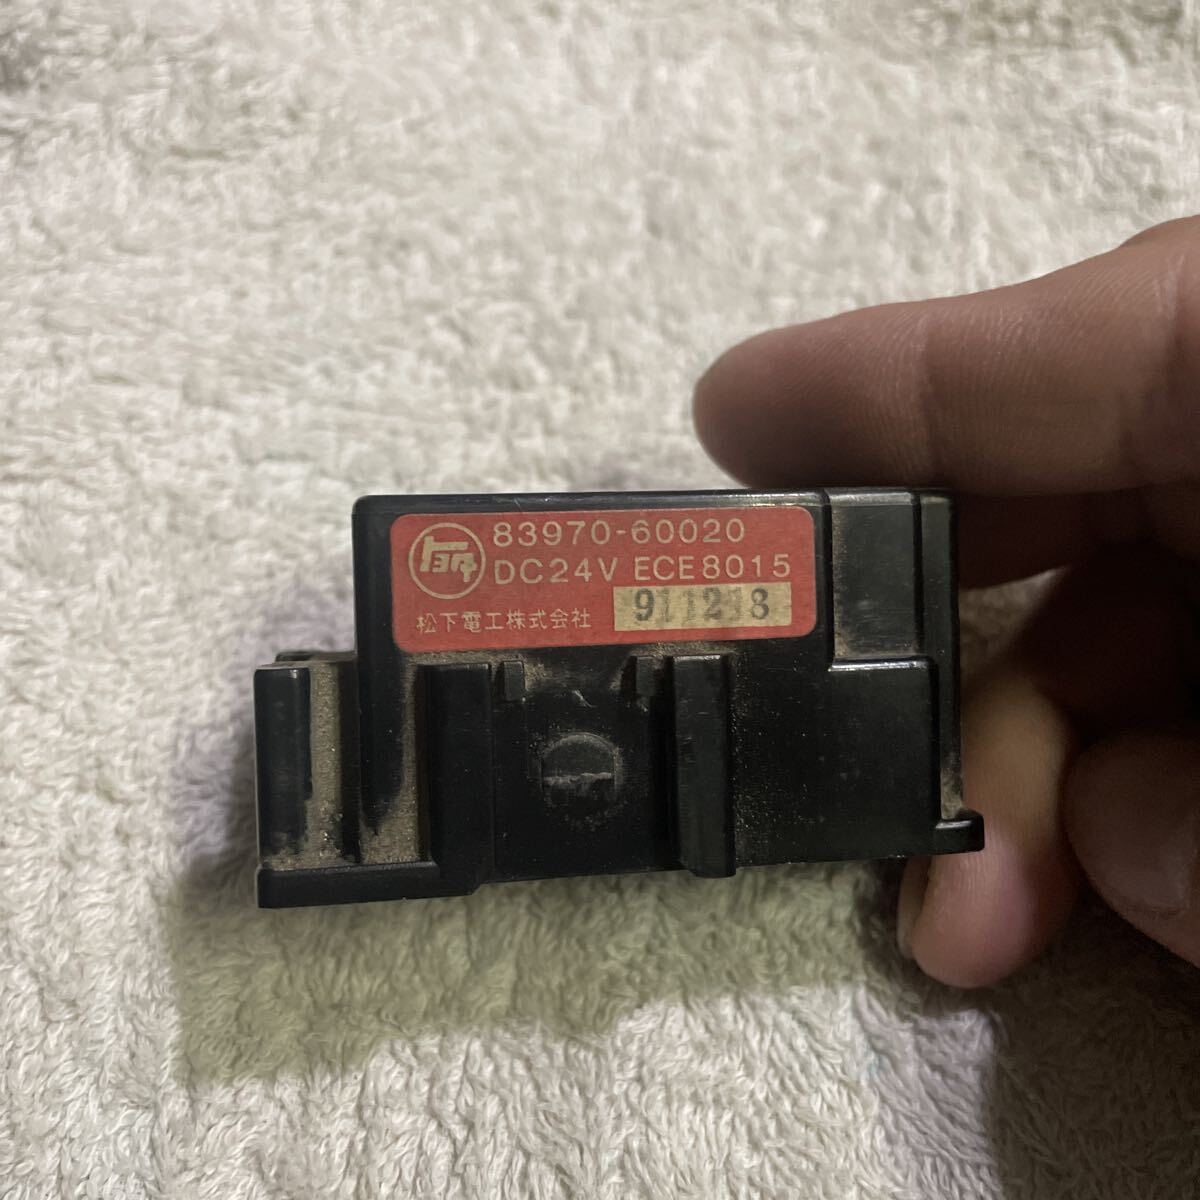 トヨタ 83970-60020
DC24V ECE8015
松下電工株式会社 911218